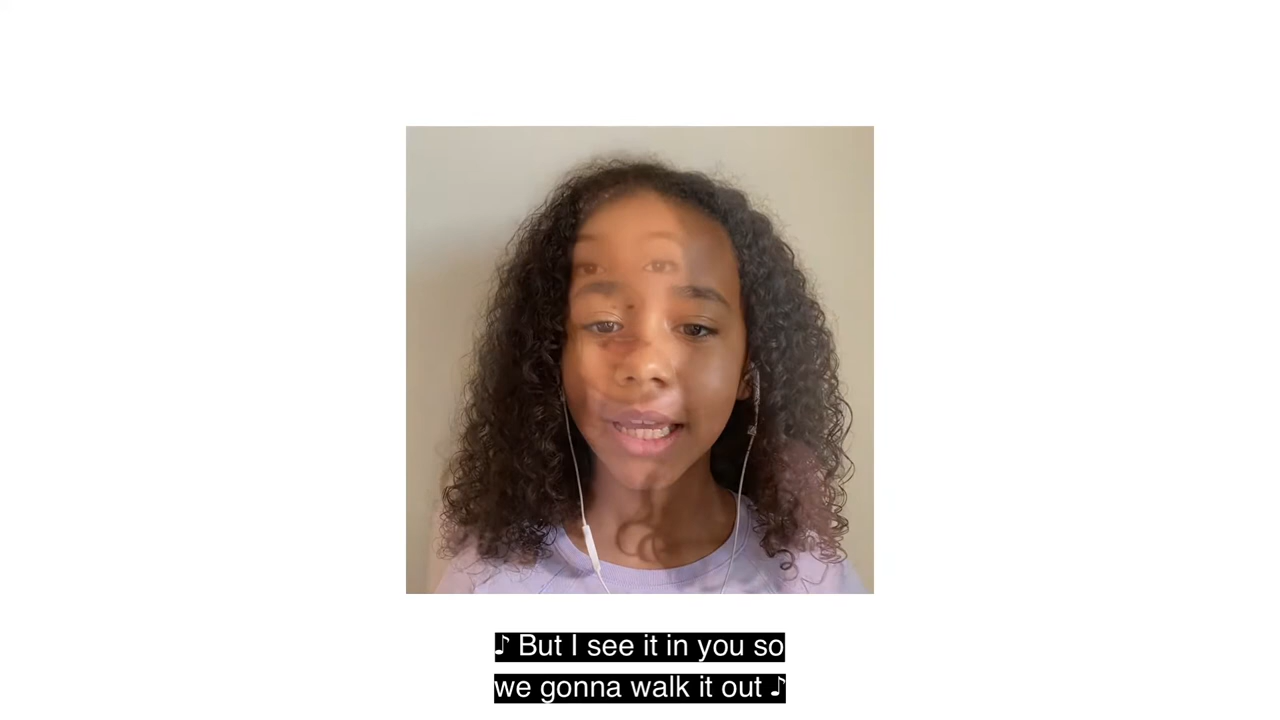 ♪ But I see it in you so
we gonna walk it out ♪